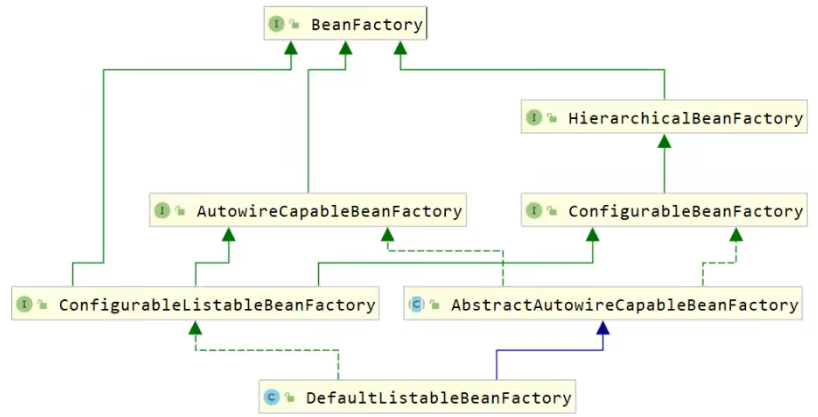 I BeanFactory
I HierarchicalBeanFactory
I AutowireCapableBeanFactory
I ConfigurableBeanFactory
I ConfigurableListableBeanFactory
C AbstractAutowireCapableBeanFactory
C DefaultListableBeanFactory